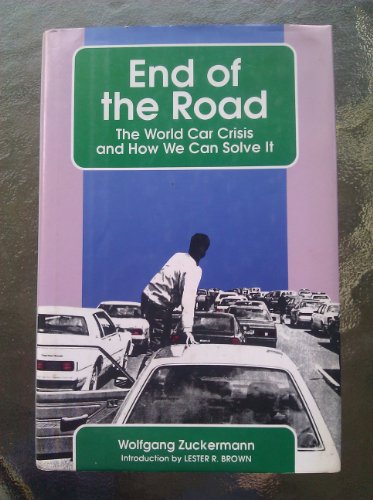 End of
the Road
The World Car Crisis
and How We Can Solve It
Wolfgang Zuckermann
Introduction by LESTER R. BROWN